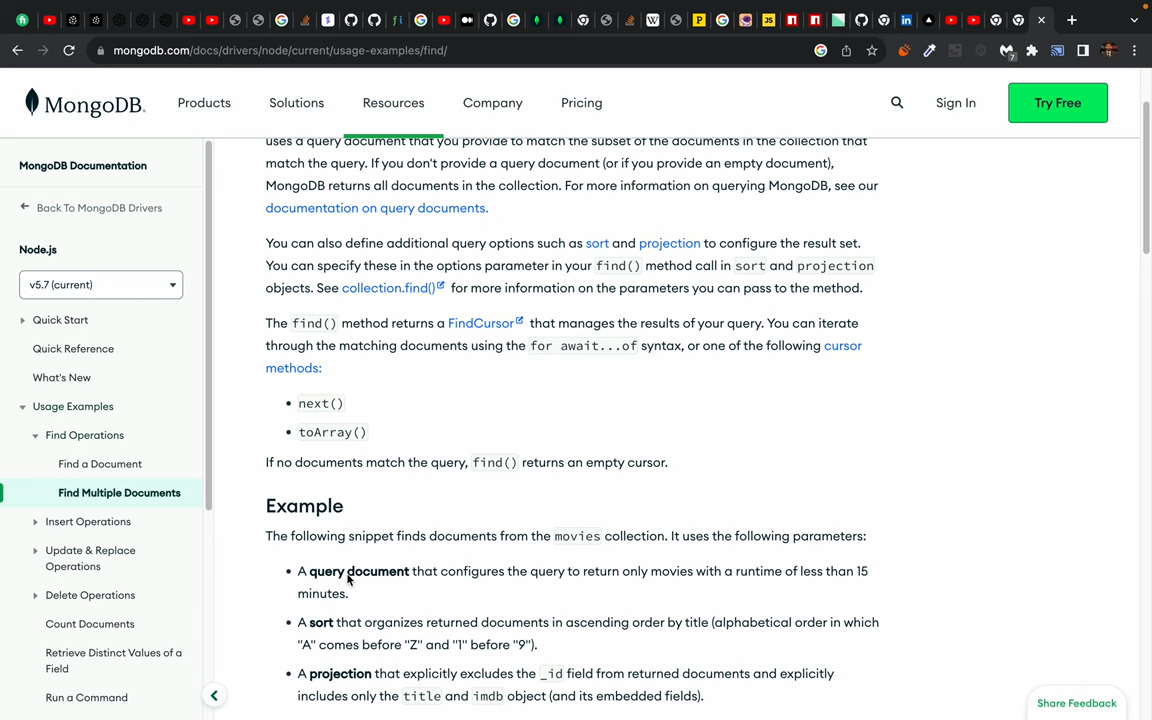 mongodb.com/docs/drivers/node/current/usage-examples/find/
7
MongoDB.
Products
Solutions
Resources
Company
Pricing
Sign In
Try Free
MongoDB Documentation
Back To MongoDB Drivers
Node.js
v5.7 (current)
Quick Start
Quick Reference
What's New
Usage Examples
Find Operations
Find a Document
Find Multiple Documents
Insert Operations
Update & Replace
Operations
Delete Operations
Count Documents
Retrieve Distinct Values of a
Field
Run a Command
uses a query document that you provide to match the subset of the documents in the collection that
match the query. If you don't provide a query document (or if you provide an empty document),
MongoDB returns all documents in the collection. For more information on querying MongoDB, see our
documentation on query documents.
You can also define additional query options such as sort and projection to configure the result set.
You can specify these in the options parameter in your find() method call in sort and projection
objects. See collection.find() for more information on the parameters you can pass to the method.
The find() method returns a FindCursor that manages the results of your query. You can iterate
through the matching documents using the for await...of syntax, or one of the following cursor
methods:
• next()
• toArray()
If no documents match the query, find() returns an empty cursor.
Example
The following snippet finds documents from the movies collection. It uses the following parameters:
• A query document that configures the query to return only movies with a runtime of less than 15
minutes.
• A sort that organizes returned documents in ascending order by title (alphabetical order in which
"A" comes before "Z" and "1" before "9").
• A projection that explicitly excludes the _id field from returned documents and explicitly
includes only the title and imdb object (and its embedded fields).
Share Feedback